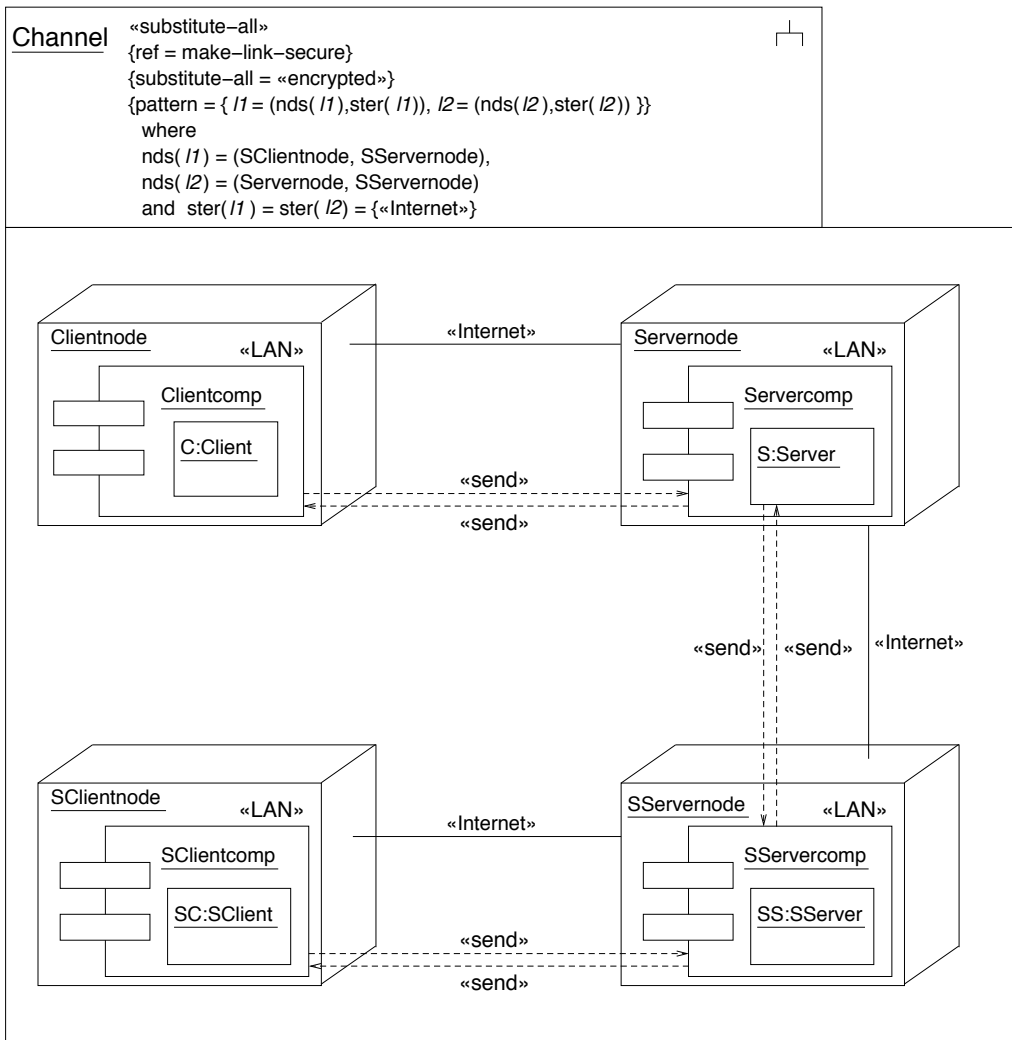 Channel
«substitute–all»
{ref = make–link–secure}
{substitute–all = «encrypted»}
{pattern = { l1 = (nds( l1),ster( l1)), l2 = (nds(l2),ster( l2)) }}
where
nds( l1 ) = (SClientnode, SServernode),
nds( l2 ) = (Servernode, SServernode)
and ster( l1 ) = ster( l2) = {«Internet»}
Clientnode
«LAN»
Clientcomp
C:Client
«Internet»
Servernode
«LAN»
Servercomp
S:Server
«send»
«send»
«send»
«send»
«Internet»
SClientnode
«LAN»
SClientcomp
SC:SClient
«Internet»
SServernode
«LAN»
SServercomp
SS:SServer
«send»
«send»